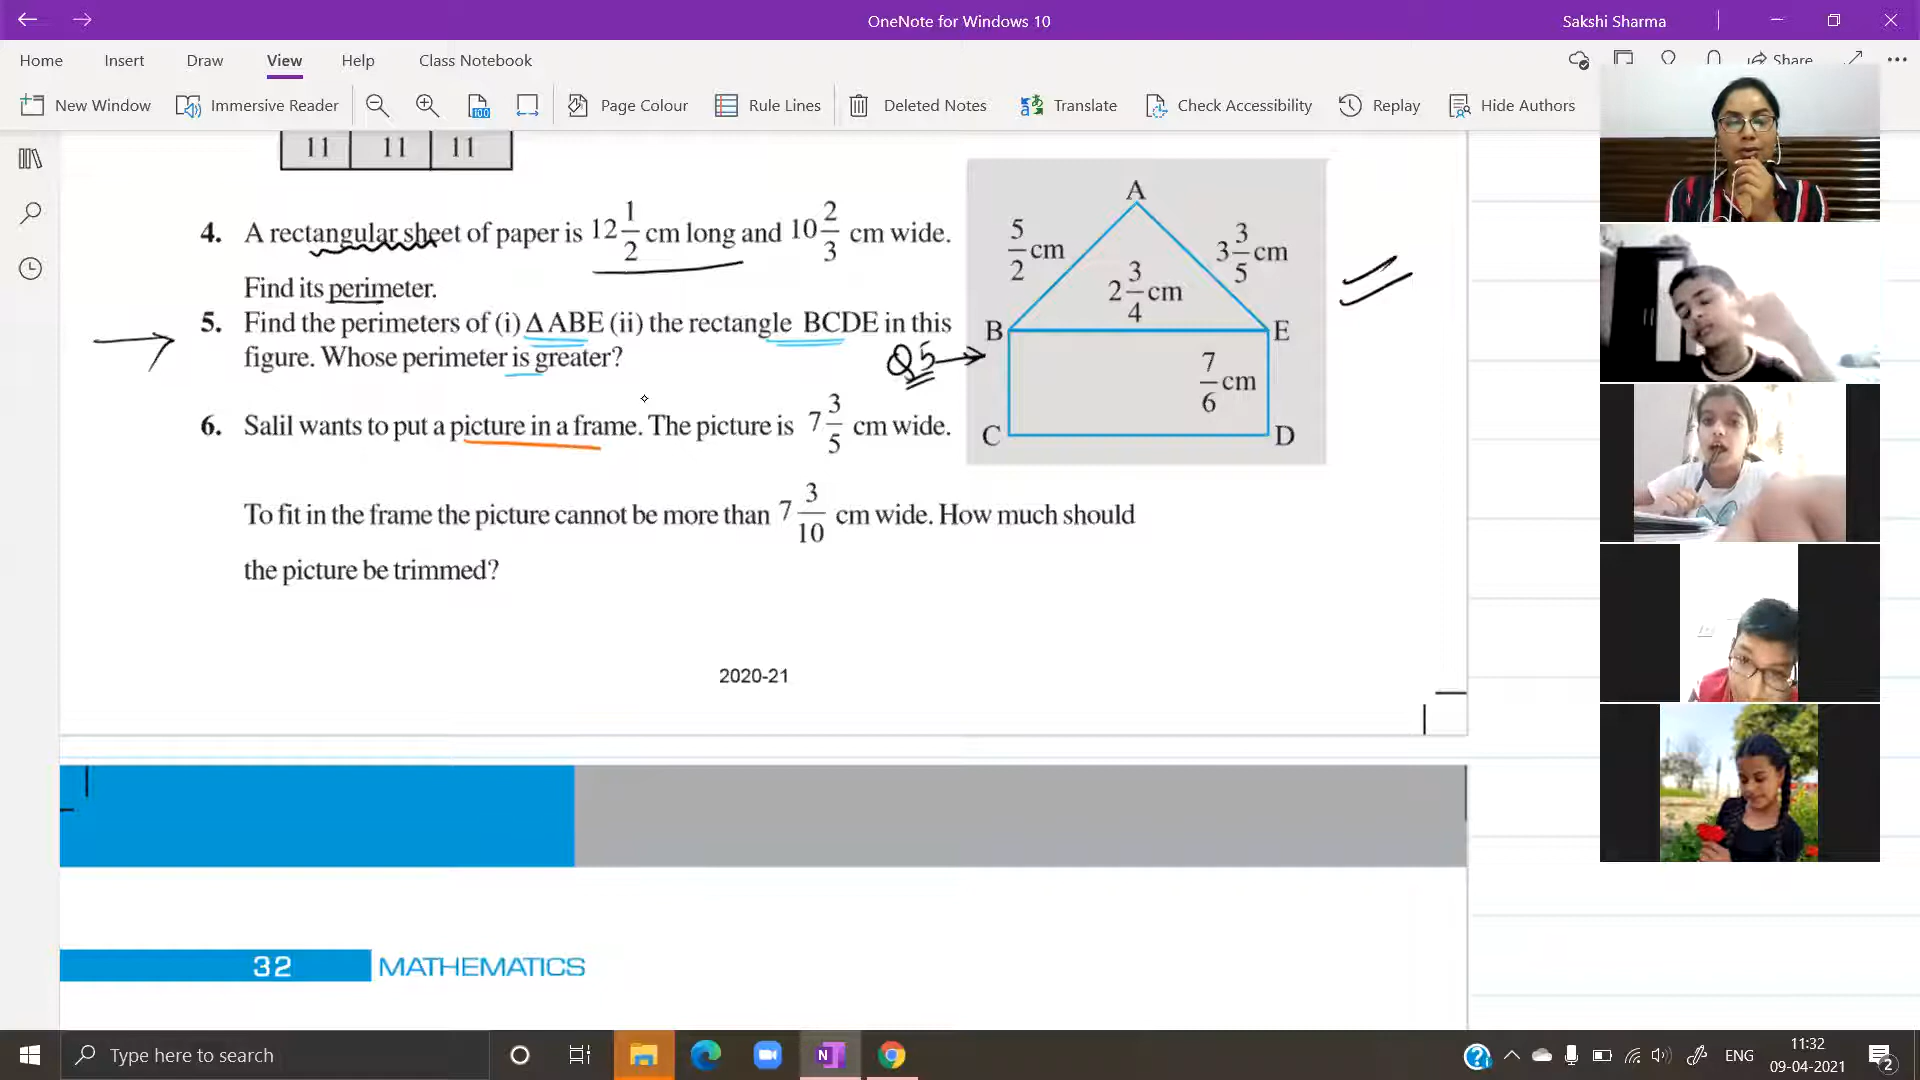 OneNote for Windows 10
Sakshi Sharma
Home Insert Draw View Help Class Notebook
Share
New Window Immersive Reader 100 Page Colour Rule Lines Deleted Notes Translate Check Accessibility Replay Hide Authors
11 11 11
4. A rectangular sheet of paper is 12 1/2 cm long and 10 2/3 cm wide.
Find its perimeter.
5. Find the perimeters of (i) Δ ABE (ii) the rectangle BCDE in this
figure. Whose perimeter is greater?
Q5
A
5/2 cm
3 3/5 cm
2 3/4 cm
B E
7/6 cm
C D
6. Salil wants to put a picture in a frame. The picture is 7 3/5 cm wide.
To fit in the frame the picture cannot be more than 7 3/10 cm wide. How much should
the picture be trimmed?
2020-21
32 MATHEMATICS
Type here to search
ENG
11:32
09-04-2021
2